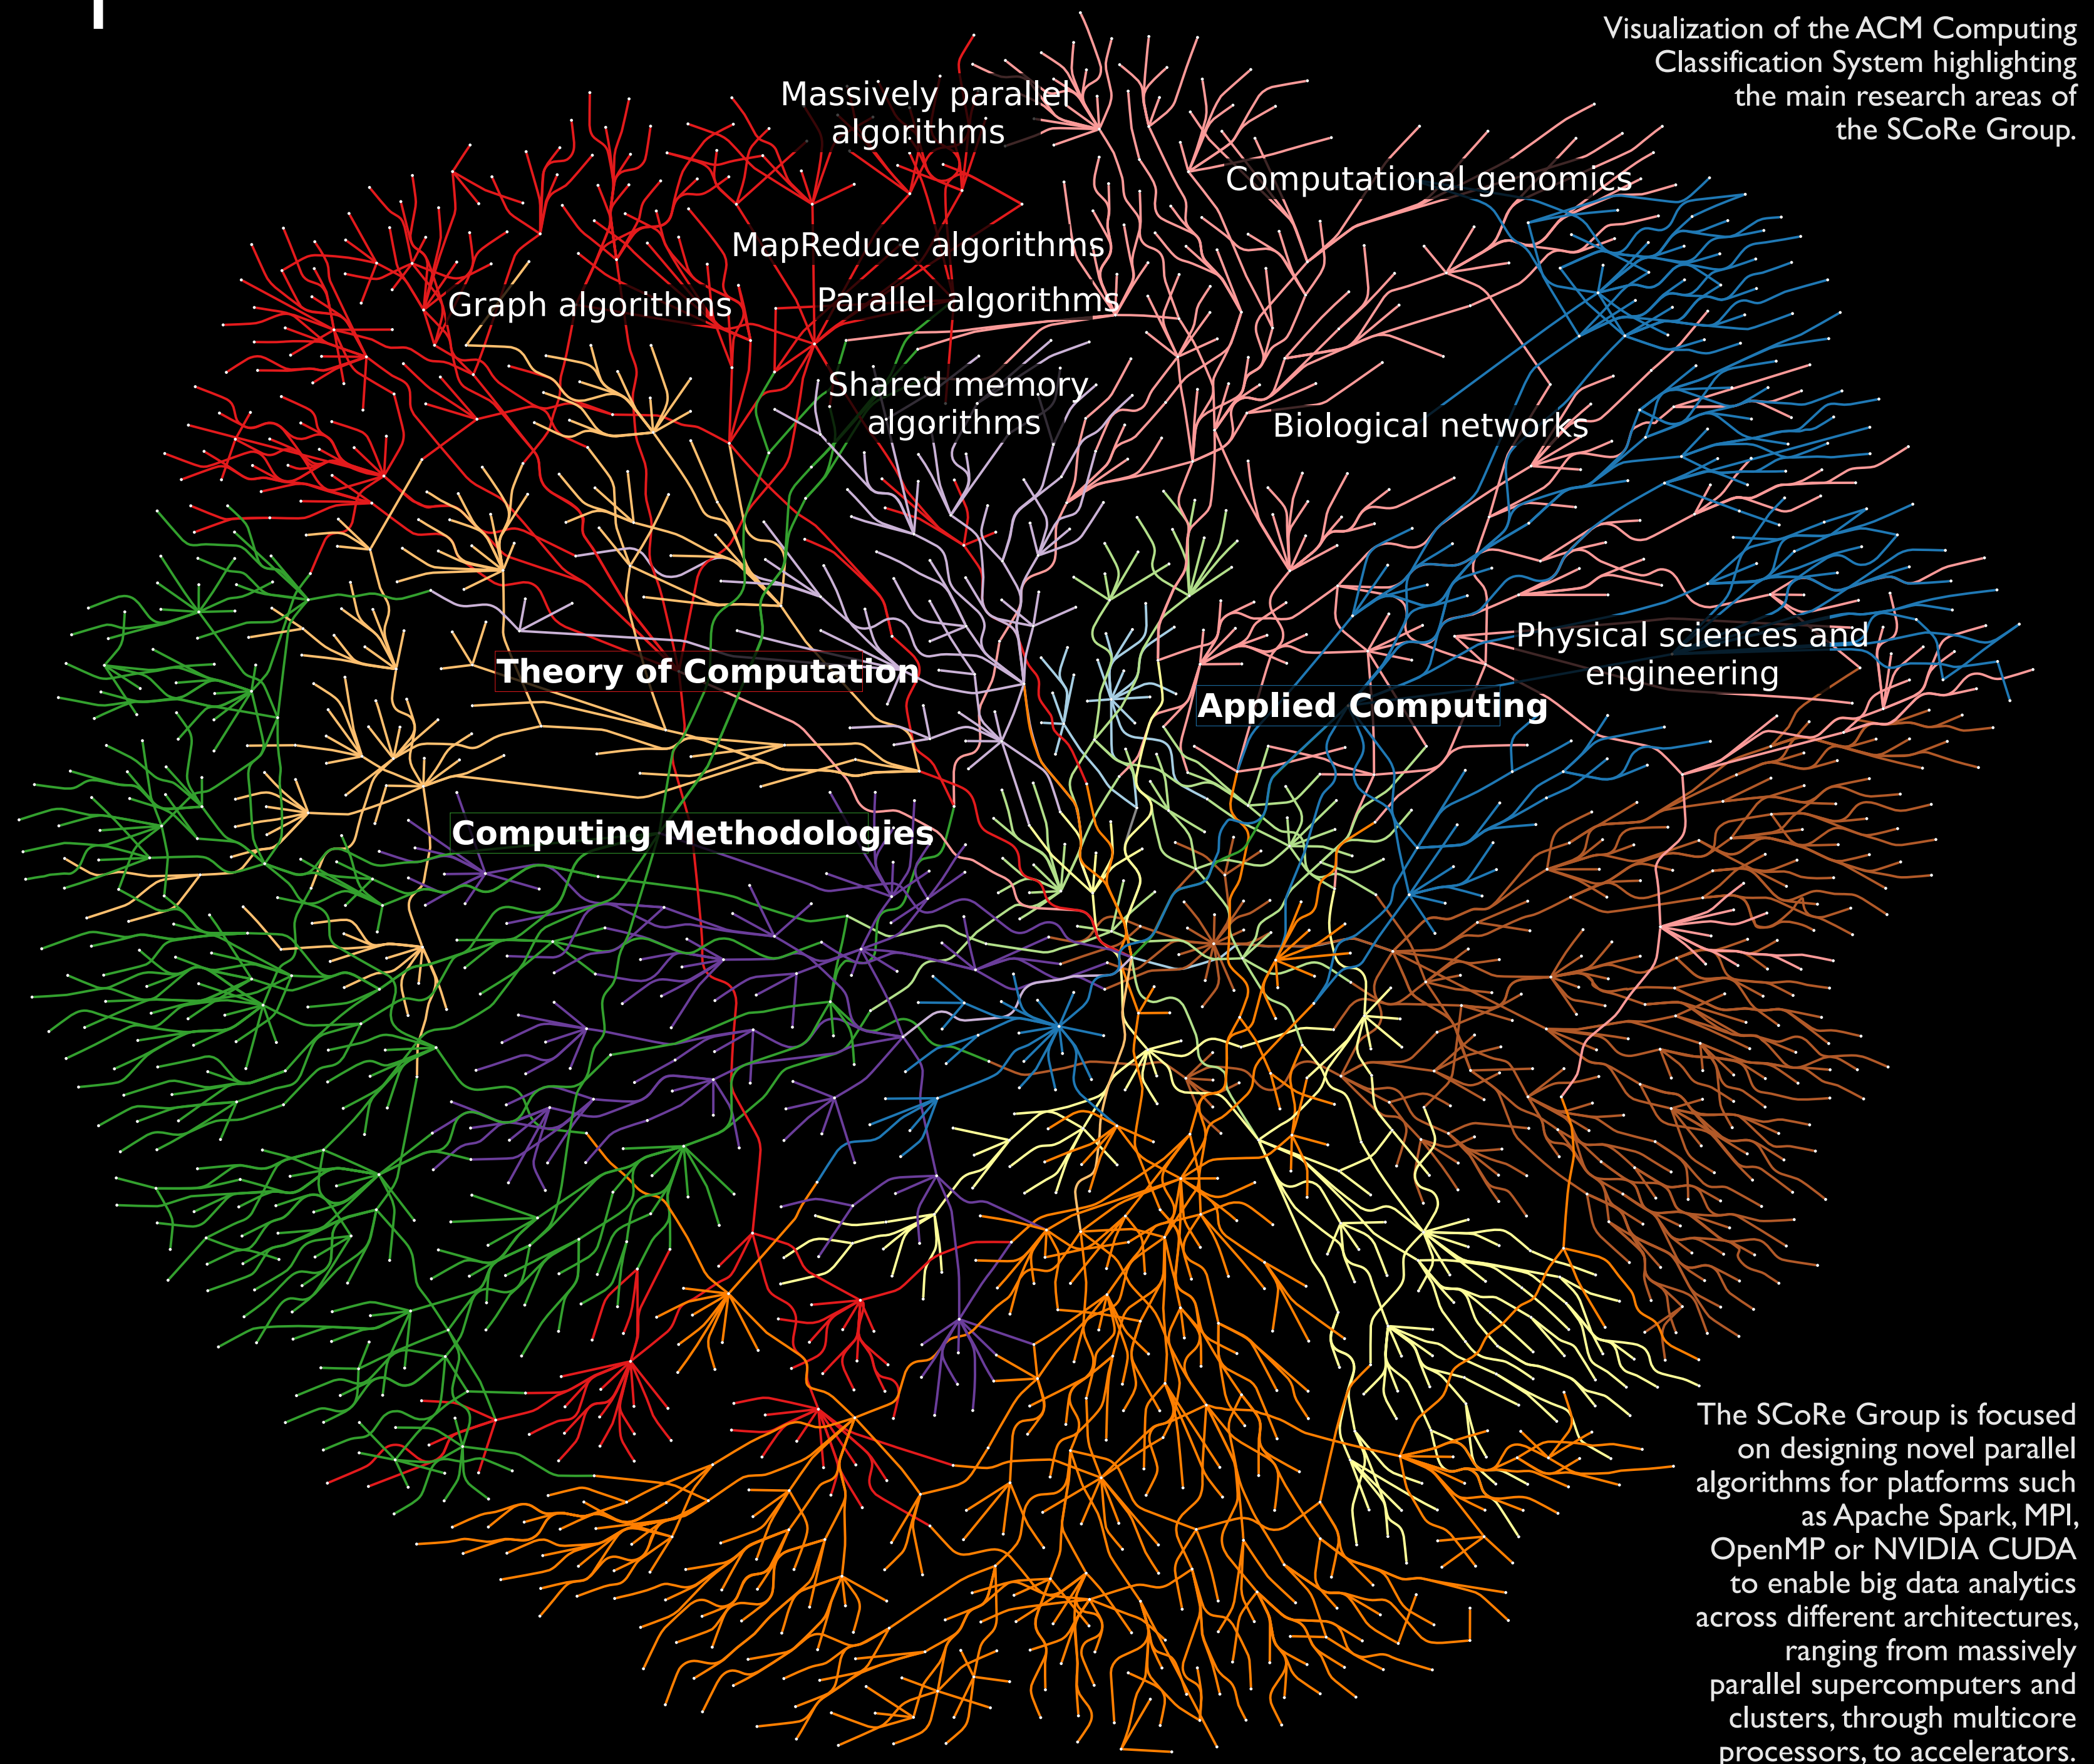 Visualization of the ACM Computing
Classification System highlighting
the main research areas of
the SCoRe Group.
Massively parallel
algorithms
Computational genomics
MapReduce algorithms
Parallel algorithms
Graph algorithms
Shared memory
algorithms
Biological networks
Physical sciences and
engineering
Theory of Computation
Applied Computing
Computing Methodologies
The SCoRe Group is focused
on designing novel parallel
algorithms for platforms such
as Apache Spark, MPI,
OpenMP or NVIDIA CUDA
to enable big data analytics
across different architectures,
ranging from massively
parallel supercomputers and
clusters, through multicore
processors, to accelerators.